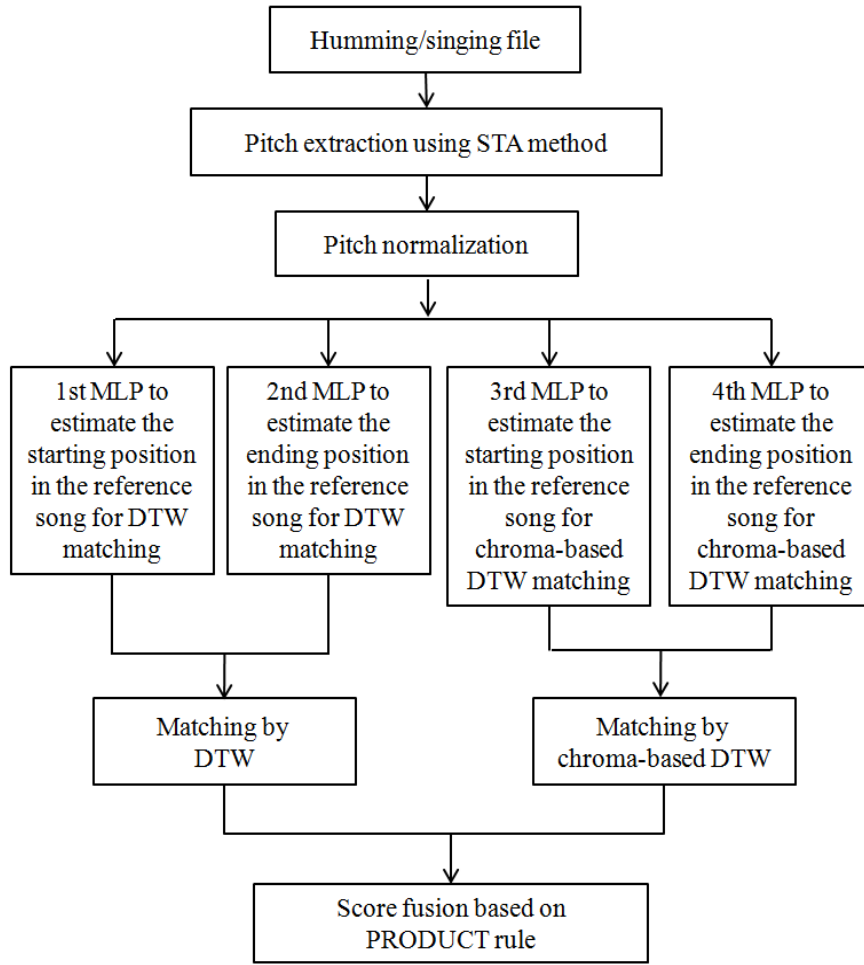 Humming/singing file
Pitch extraction using STA method
Pitch normalization
1st MLP to
estimate the
starting position
in the reference
song for DTW
matching
2nd MLP to
estimate the
ending position
in the reference
song for DTW
matching
3rd MLP to
estimate the
starting position
in the reference
song for
chroma-based
DTW matching
4th MLP to
estimate the
ending position
in the reference
song for
chroma-based
DTW matching
Matching by
DTW
Matching by
chroma-based DTW
Score fusion based on
PRODUCT rule